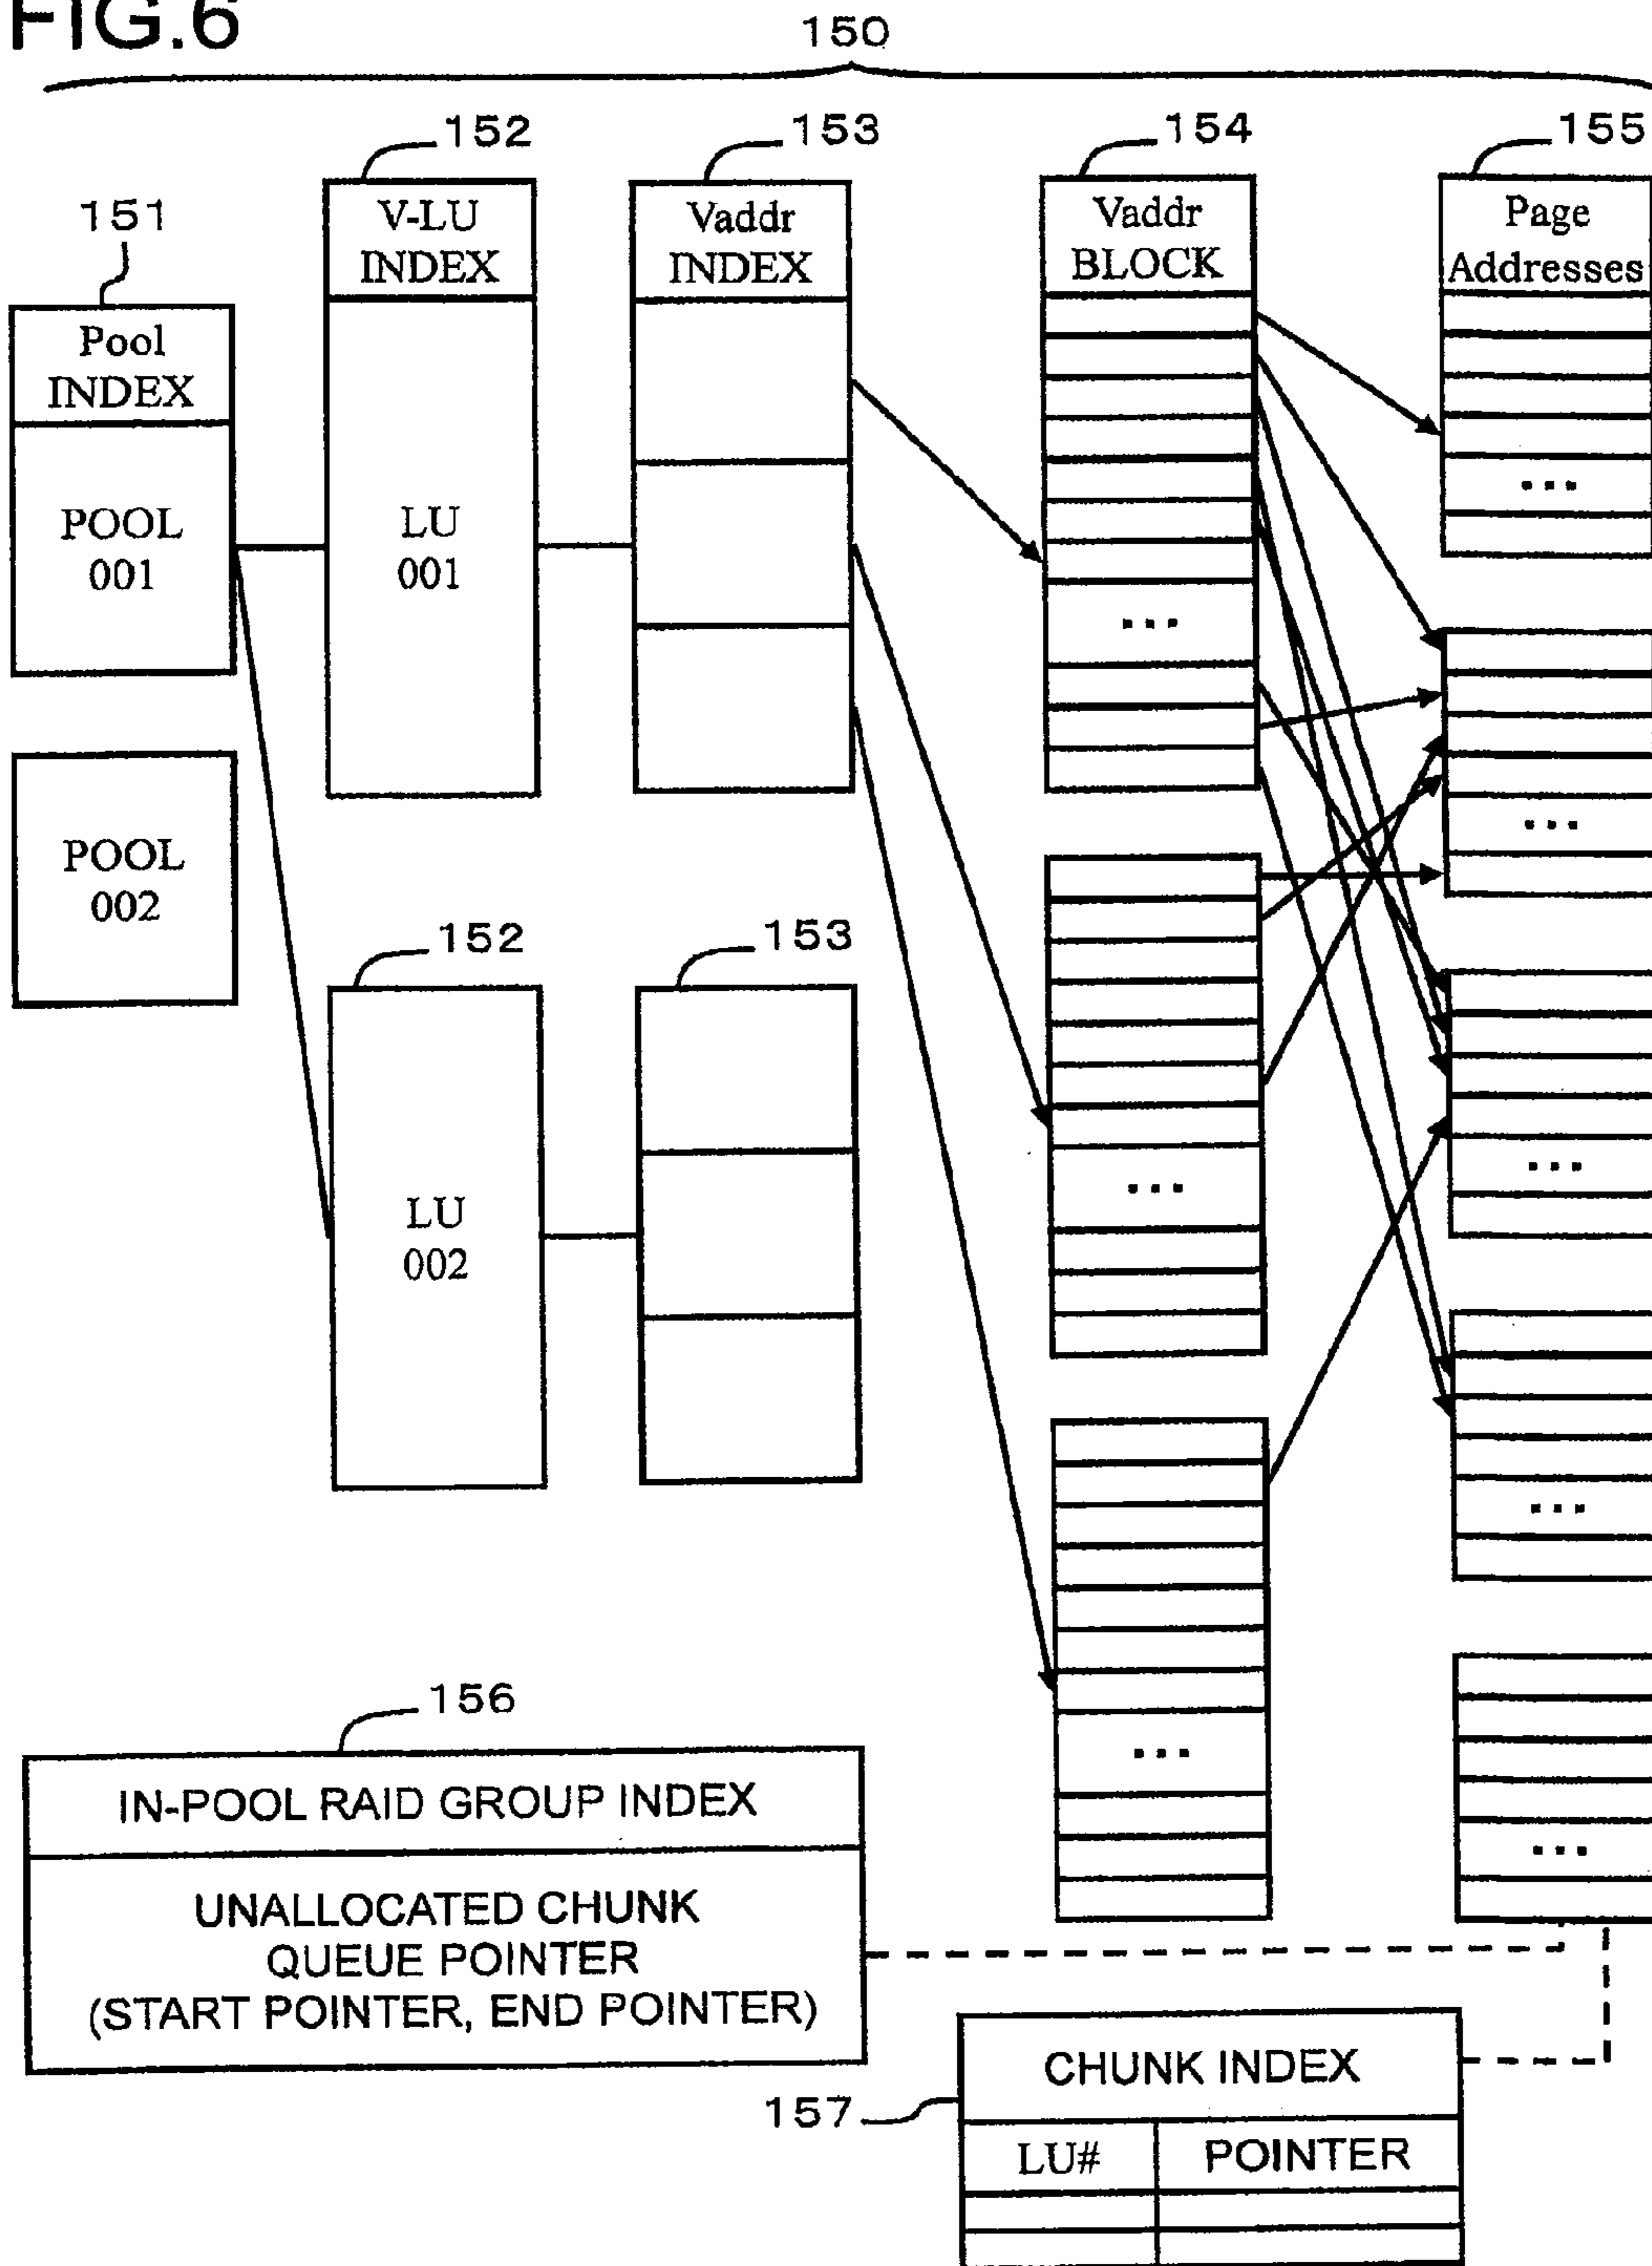 FIG.6
150
152
153
154
155
151
V-LU
INDEX
Vaddr
INDEX
Vaddr
BLOCK
Page
Addresses
Pool
INDEX
POOL
001
LU
001
...
...
POOL
002
...
152
153
LU
002
...
...
...
...
...
156
IN-POOL RAID GROUP INDEX
UNALLOCATED CHUNK
QUEUE POINTER
(START POINTER, END POINTER)
157
CHUNK INDEX
LU#
POINTER